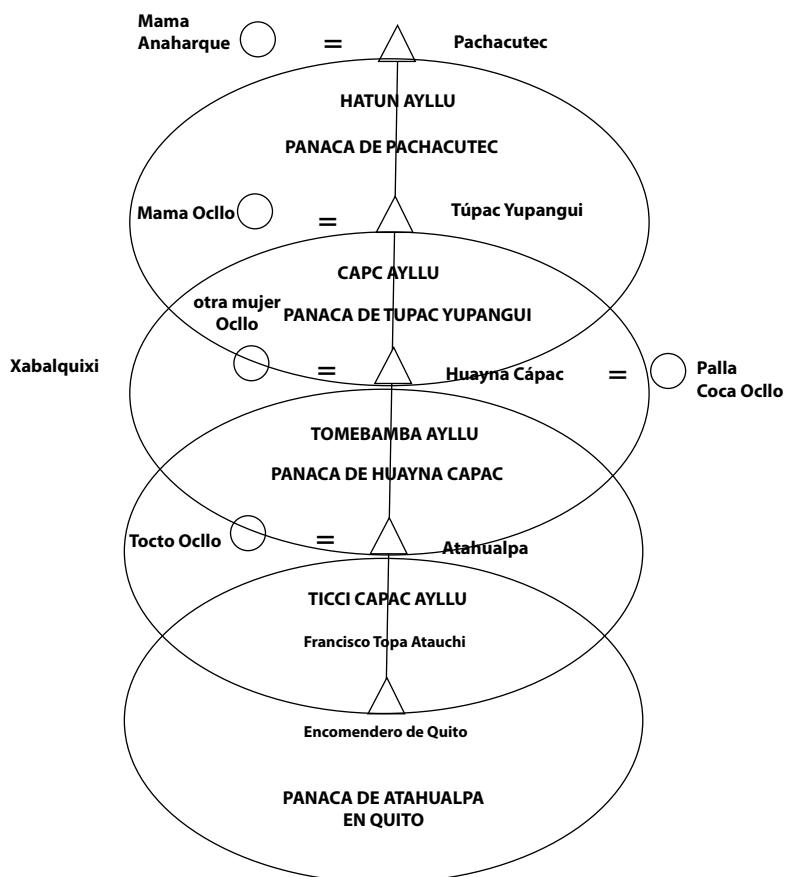 Mama
Anaharque
=
Pachacutec
HATUN AYLLU
PANACA DE PACHACUTEC
Mama Ocllo
=
Túpac Yupangui
CAPC AYLLU
otra mujer
Ocllo
PANACA DE TUPAC YUPANGUI
Xabalquixi
=
Huayna Cápac
=
Palla
Coca Ocllo
TOMEBAMBA AYLLU
PANACA DE HUAYNA CAPAC
Tocto Ocllo
=
Atahualpa
TICCI CAPAC AYLLU
Francisco Topa Atauchi
Encomendero de Quito
PANACA DE ATAHUALPA
EN QUITO